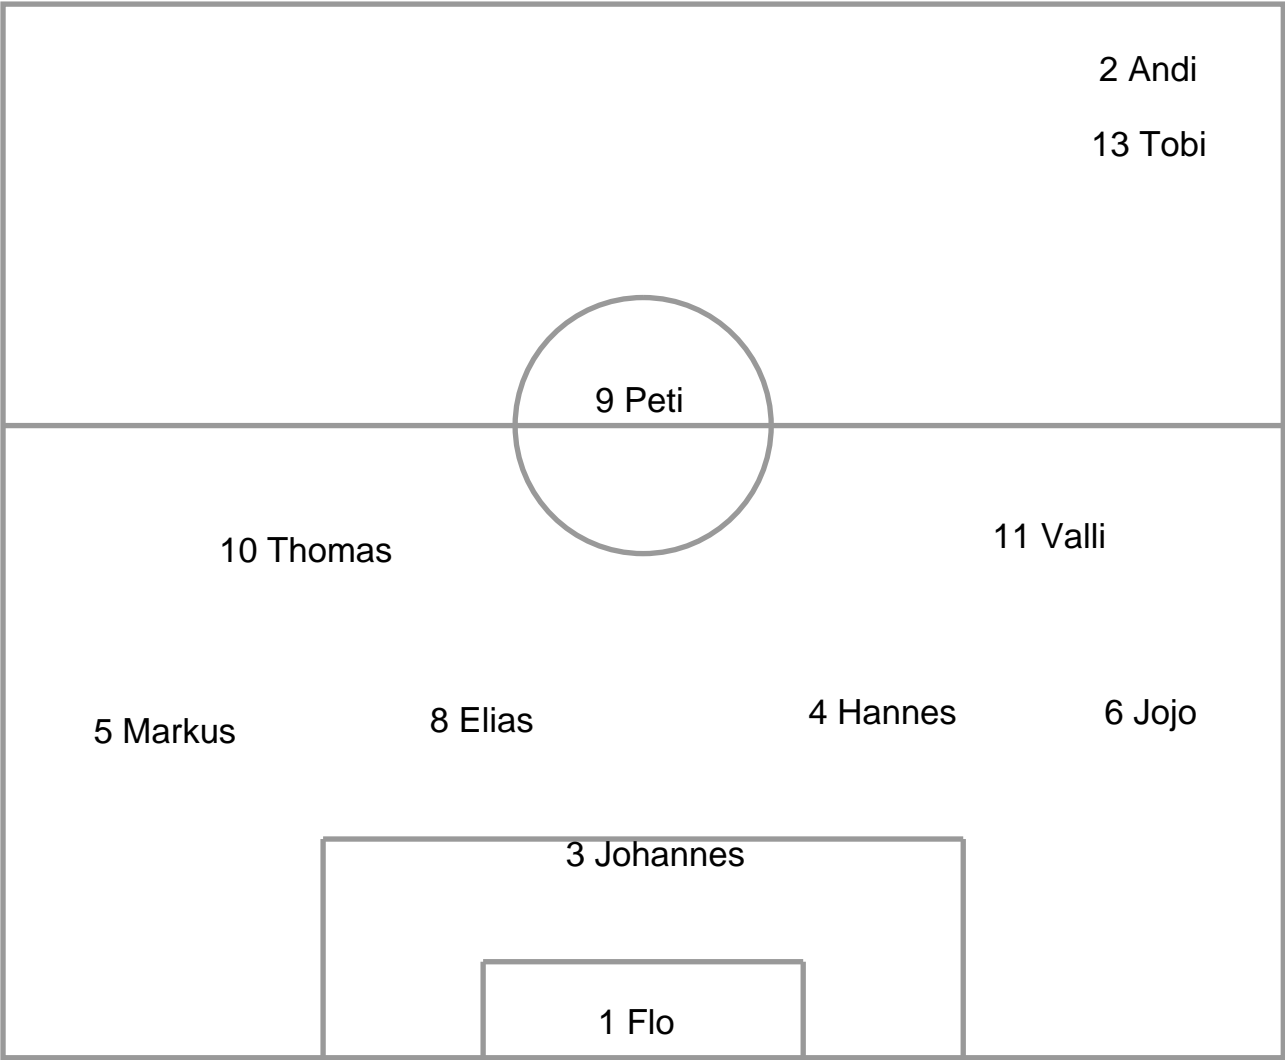 2 Andi
13 Tobi
9 Peti
10 Thomas
11 Valli
5 Markus
8 Elias
4 Hannes
6 Jojo
3 Johannes
1 Flo